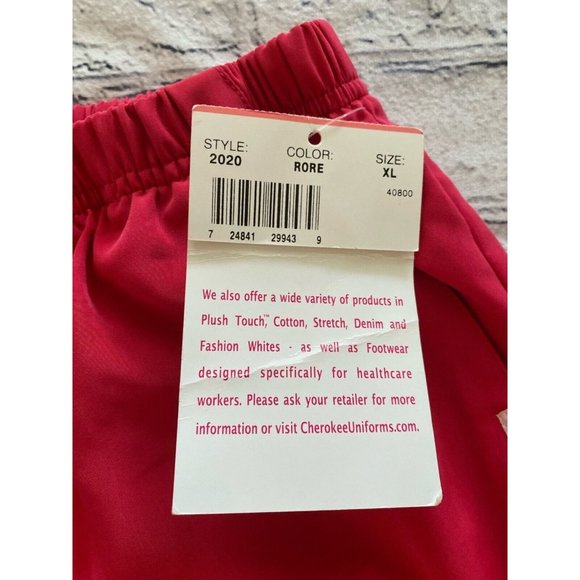 STYLE: COLOR: SIZE:
2020 RORE XL
40800
7 24841 29943 9
We also offer a wide variety of products in
Plush Touch,™ Cotton, Stretch, Denim and
Fashion Whites - as well as Footwear
designed specifically for healthcare
workers. Please ask your retailer for more
information or visit CherokeeUniforms.com.